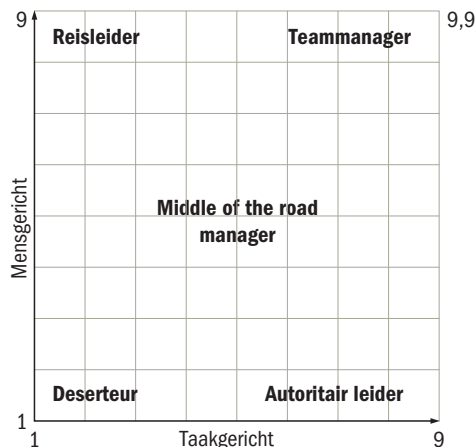 9
9,9
Reisleider
Teammanager
Mensgericht
Middle of the road
manager
Deserteur
Autoritair leider
1
1
Taakgericht
9